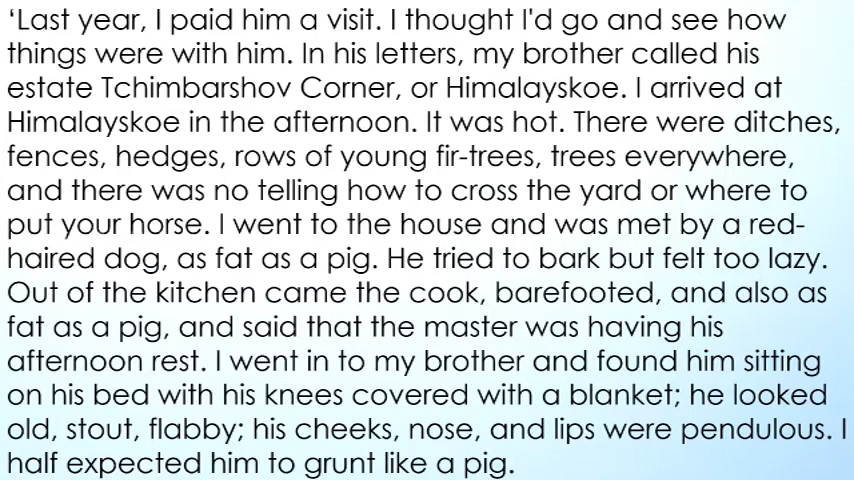 ‘Last year, I paid him a visit. I thought I'd go and see how
things were with him. In his letters, my brother called his
estate Tchimbarshov Corner, or Himalayskoe. I arrived at
Himalayskoe in the afternoon. It was hot. There were ditches,
fences, hedges, rows of young fir-trees, trees everywhere,
and there was no telling how to cross the yard or where to
put your horse. I went to the house and was met by a red-
haired dog, as fat as a pig. He tried to bark but felt too lazy.
Out of the kitchen came the cook, barefooted, and also as
fat as a pig, and said that the master was having his
afternoon rest. I went in to my brother and found him sitting
on his bed with his knees covered with a blanket; he looked
old, stout, flabby; his cheeks, nose, and lips were pendulous. I
half expected him to grunt like a pig.